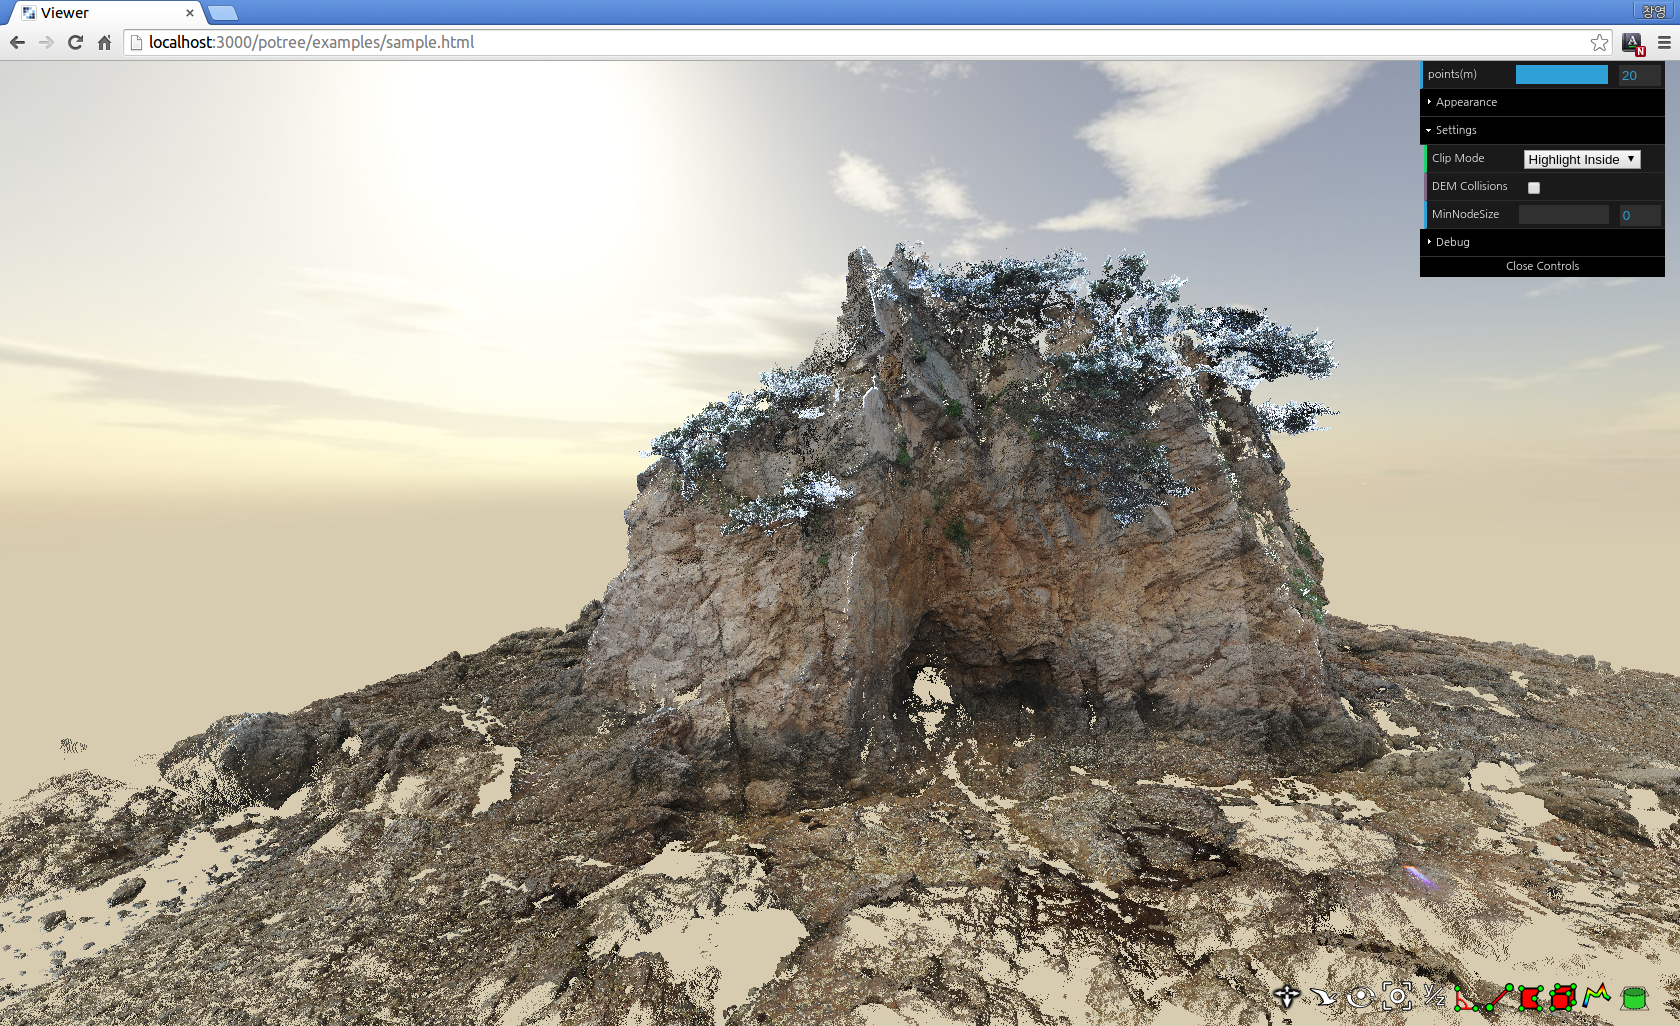 Viewer
창영
localhost:3000/potree/examples/sample.html
A
N
points(m) 20
Appearance
Settings
Clip Mode Highlight Inside
DEM Collisions
MinNodeSize 0
Debug
Close Controls
y/z